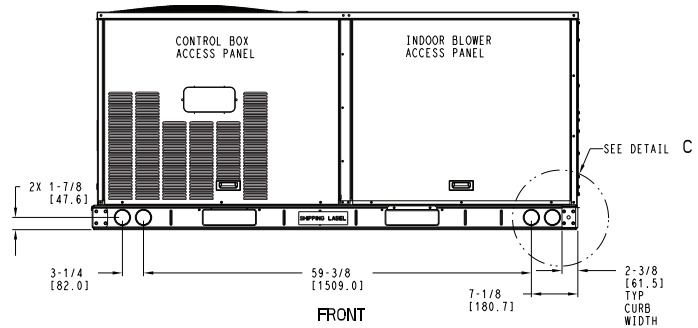 CONTROL BOX
ACCESS PANEL
INDOOR BLOWER
ACCESS PANEL
SEE DETAIL C
2X 1-7/8
[47.6]
SHIPPING LABEL
3-1/4
[82.0]
59-3/8
[1509.0]
7-1/8
[180.7]
2-3/8
[61.5]
TYP
CURB
WIDTH
FRONT